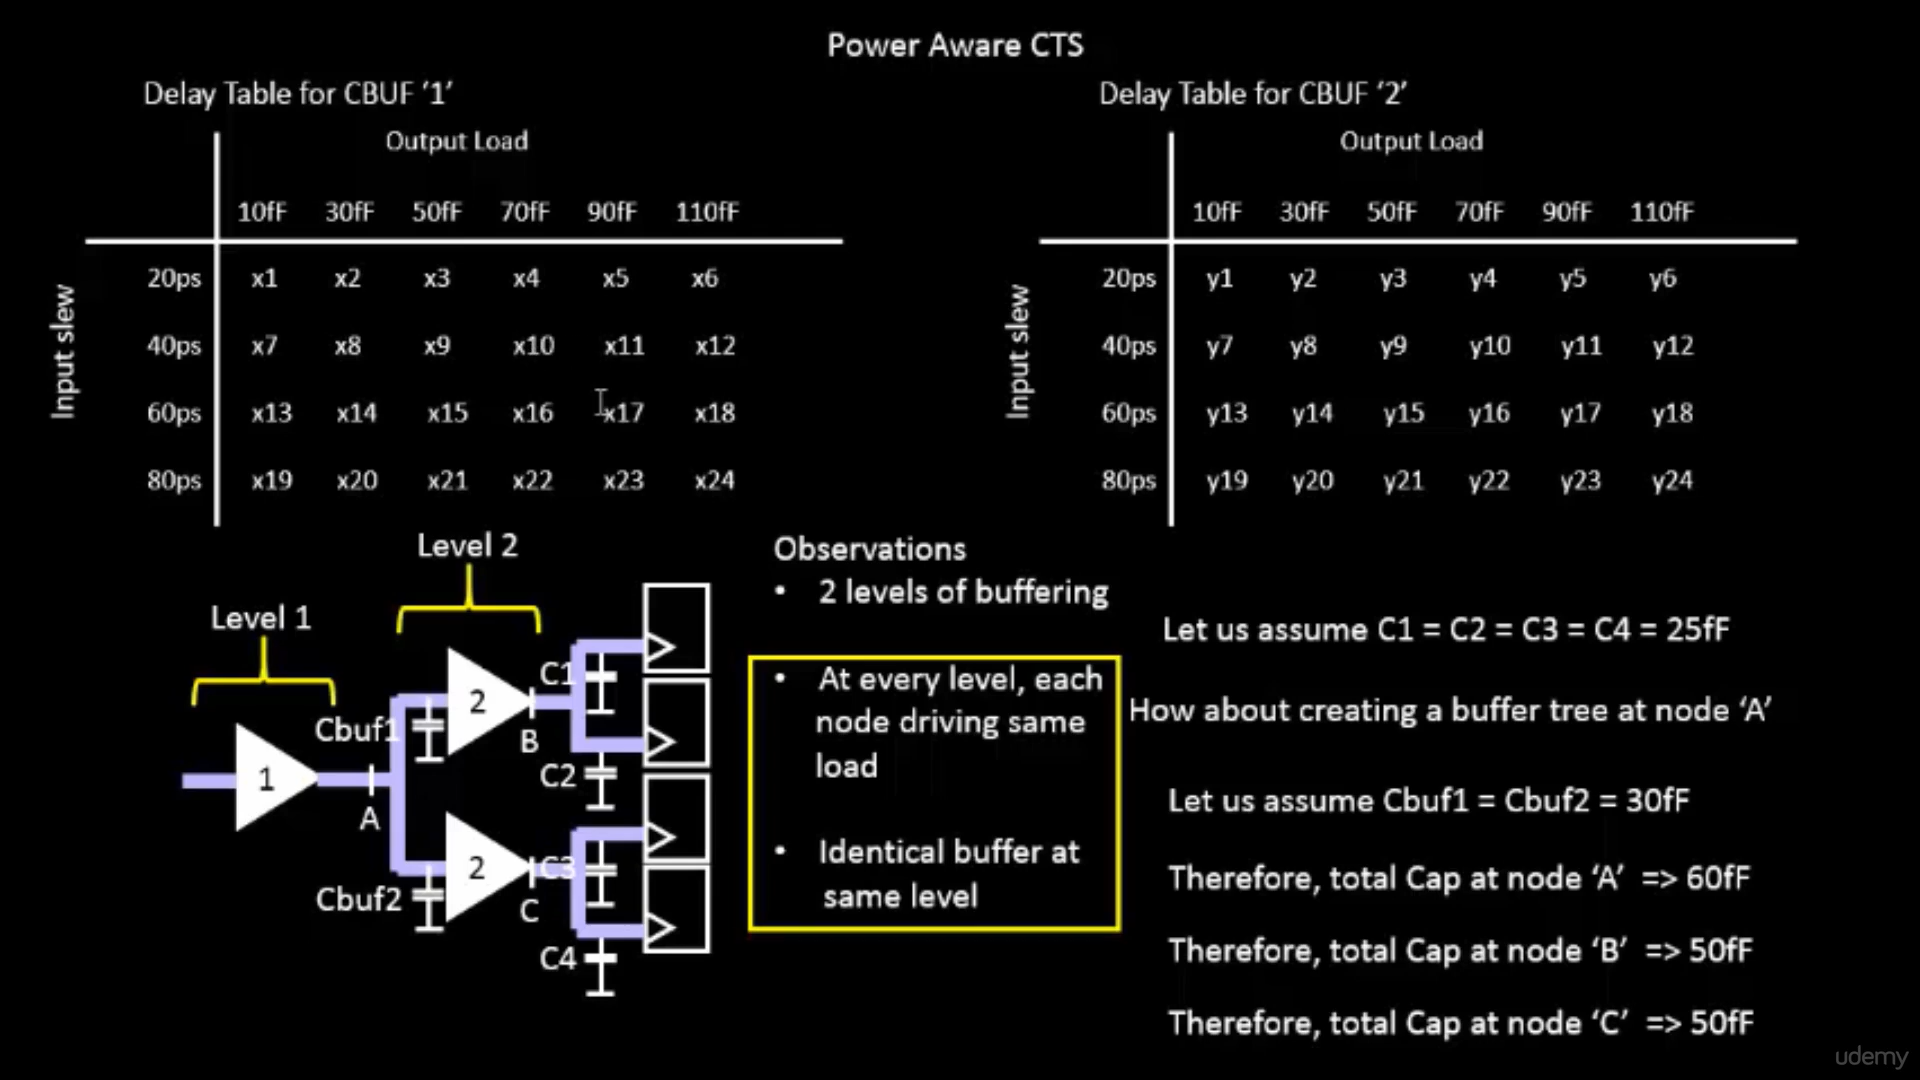 Power Aware CTS
Delay Table for CBUF ‘1’
Output Load
10fF 30fF 50fF 70fF 90fF 110fF
Input slew
20ps x1 x2 x3 x4 x5 x6
40ps x7 x8 x9 x10 x11 x12
60ps x13 x14 x15 x16 x17 x18
80ps x19 x20 x21 x22 x23 x24
Delay Table for CBUF ‘2’
Output Load
10fF 30fF 50fF 70fF 90fF 110fF
Input slew
20ps y1 y2 y3 y4 y5 y6
40ps y7 y8 y9 y10 y11 y12
60ps y13 y14 y15 y16 y17 y18
80ps y19 y20 y21 y22 y23 y24
Level 2
Level 1
C1
2
Cbuf1
B
C2
1
A
C3
2
Cbuf2
C
C4
Observations
• 2 levels of buffering
• At every level, each
node driving same
load
• Identical buffer at
same level
Let us assume C1 = C2 = C3 = C4 = 25fF
How about creating a buffer tree at node ‘A’
Let us assume Cbuf1 = Cbuf2 = 30fF
Therefore, total Cap at node ‘A’ => 60fF
Therefore, total Cap at node ‘B’ => 50fF
Therefore, total Cap at node ‘C’ => 50fF
udemy